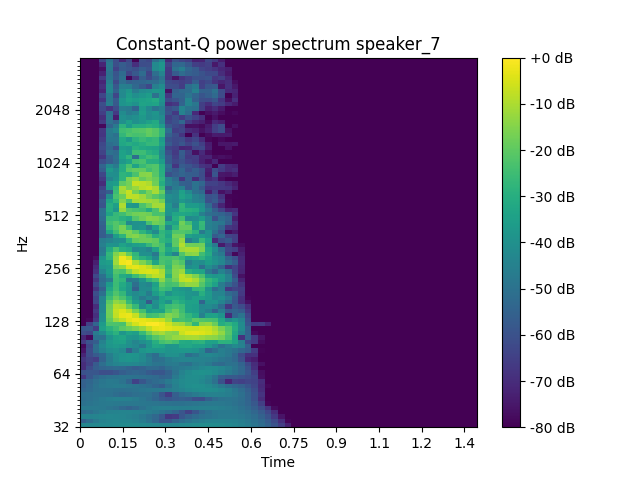 Constant-Q power spectrum speaker_7
Hz
2048
1024
512
256
128
64
32
0 0.15 0.3 0.45 0.6 0.75 0.9 1.1 1.2 1.4
Time
+0 dB
-10 dB
-20 dB
-30 dB
-40 dB
-50 dB
-60 dB
-70 dB
-80 dB